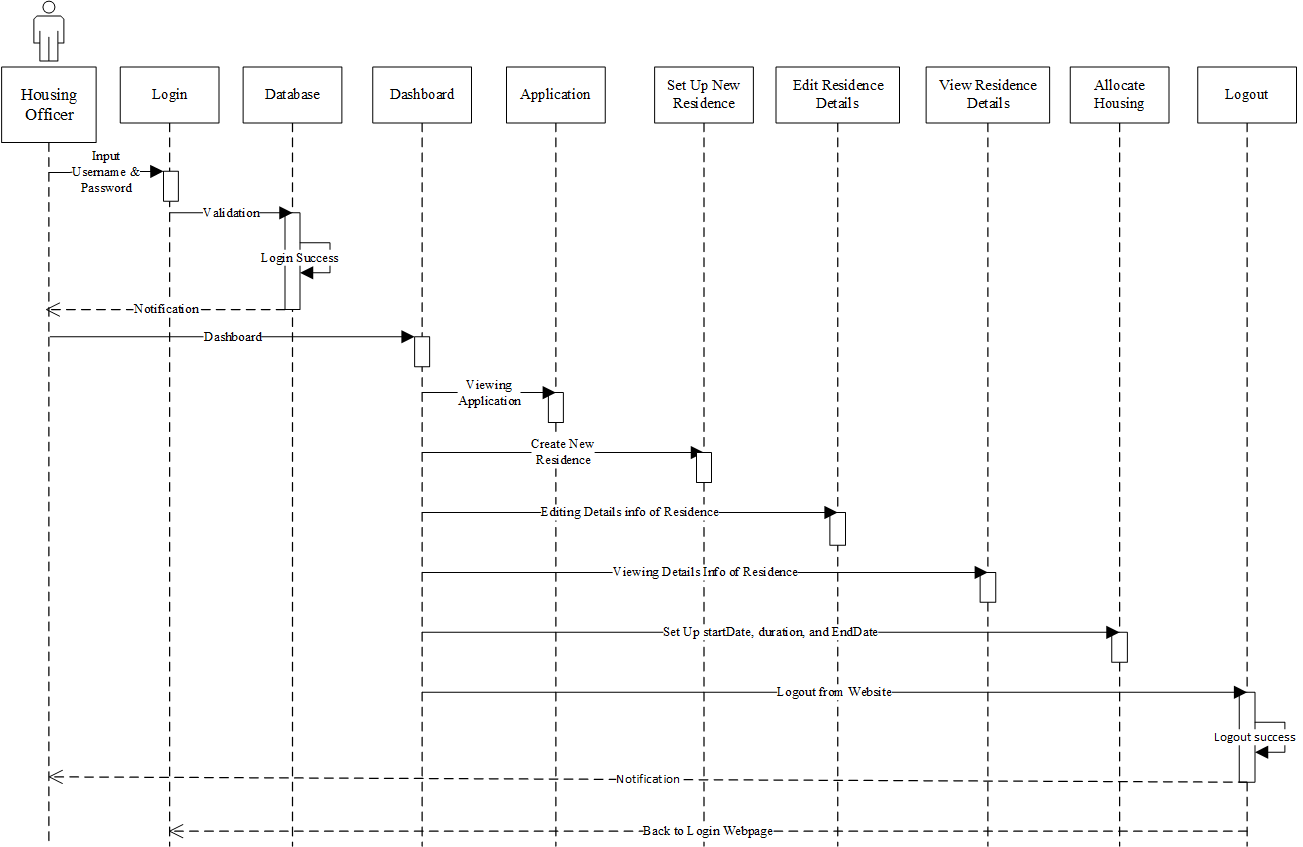 Housing
Officer
Login
Database
Dashboard
Application
Set Up New
Residence
Edit Residence
Details
View Residence
Details
Allocate
Housing
Logout
Input
Username &
Password
Validation
Login Success
Notification
Dashboard
Viewing
Application
Create New
Residence
Editing Details info of Residence
Viewing Details Info of Residence
Set Up startDate, duration, and EndDate
Logout from Website
Logout success
Notification
Back to Login Webpage